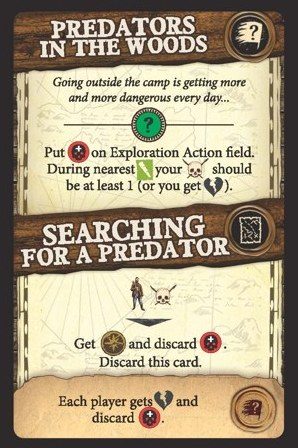 PREDATORS
IN THE WOODS
?
Going outside the camp is getting more
and more dangerous every day...
?
Put on Exploration Action field.
During nearest your should
be at least 1 (or you get ).
SEARCHING
FOR A PREDATOR
Get and discard .
Discard this card.
Each player gets and
discard .
?